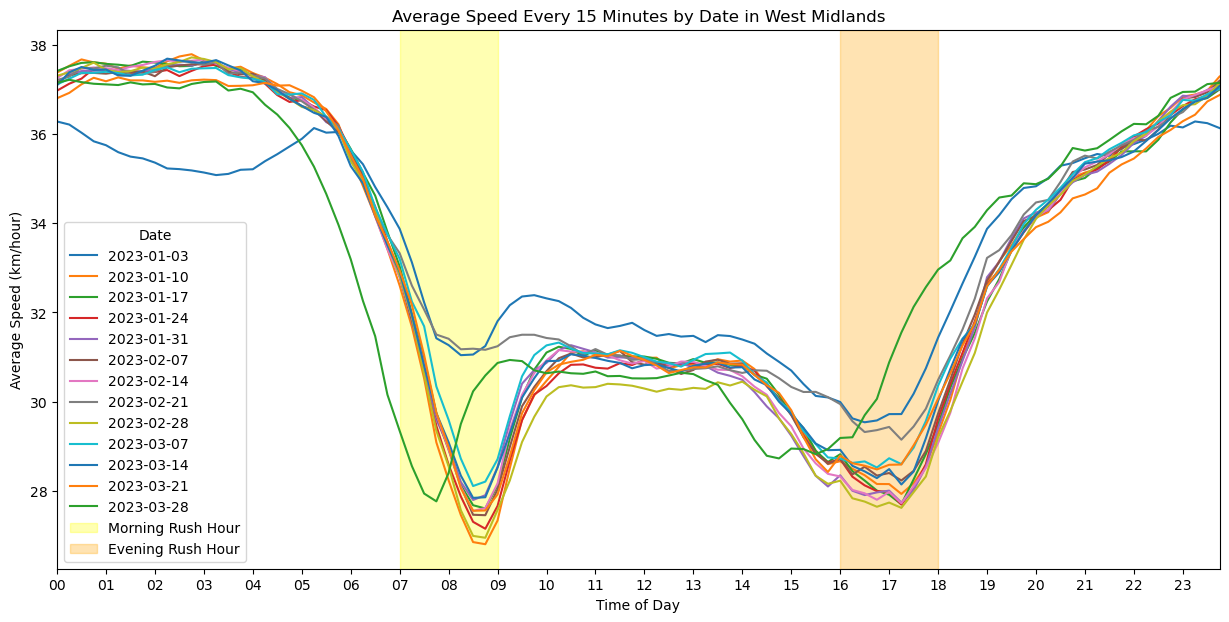 Average Speed Every 15 Minutes by Date in West Midlands
38
36
34
32
30
28
Average Speed (km/hour)
Date
2023-01-03
2023-01-10
2023-01-17
2023-01-24
2023-01-31
2023-02-07
2023-02-14
2023-02-21
2023-02-28
2023-03-07
2023-03-14
2023-03-21
2023-03-28
Morning Rush Hour
Evening Rush Hour
00 01 02 03 04 05 06 07 08 09 10 11 12 13 14 15 16 17 18 19 20 21 22 23
Time of Day